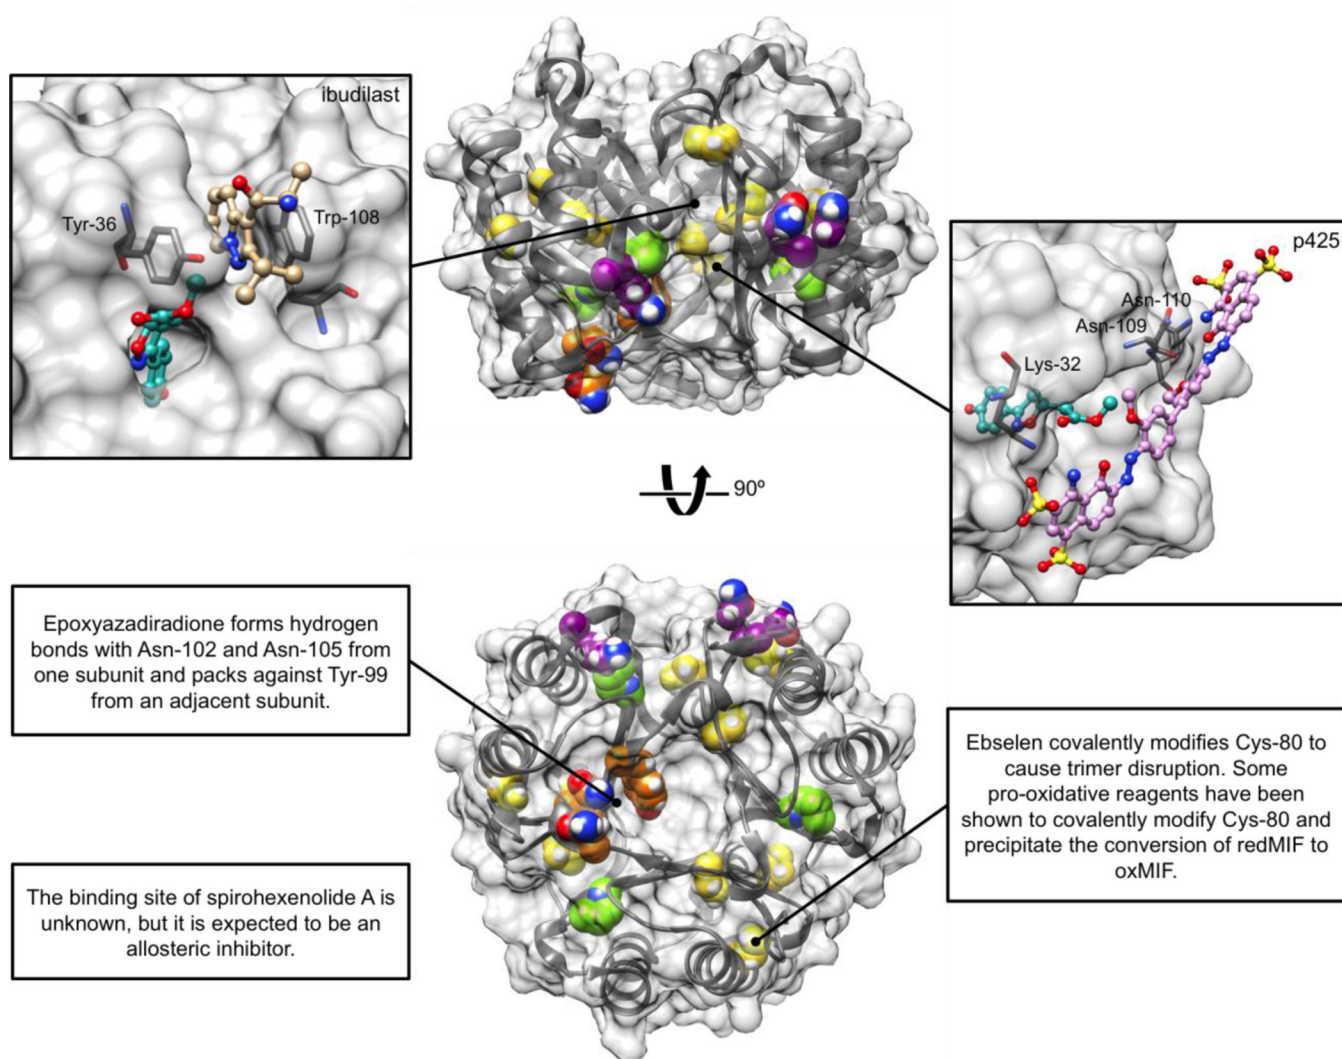 ibudilast
Tyr-36
Trp-108
p425
Asn-110
Asn-109
Lys-32
90º
Epoxyazadiradione forms hydrogen
bonds with Asn-102 and Asn-105 from
one subunit and packs against Tyr-99
from an adjacent subunit.
Ebselen covalently modifies Cys-80 to
cause trimer disruption. Some
pro-oxidative reagents have been
shown to covalently modify Cys-80 and
precipitate the conversion of redMIF to
oxMIF.
The binding site of spirohexenolide A is
unknown, but it is expected to be an
allosteric inhibitor.